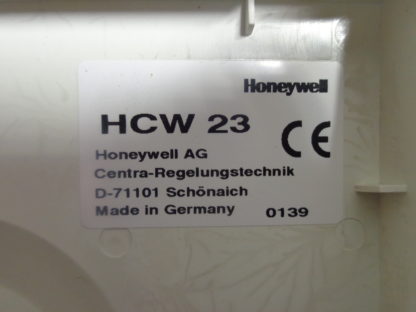 Honeywell
HCW 23
CE
Honeywell AG
Centra-Regelungstechnik
D-71101 Schönaich
Made in Germany 0139